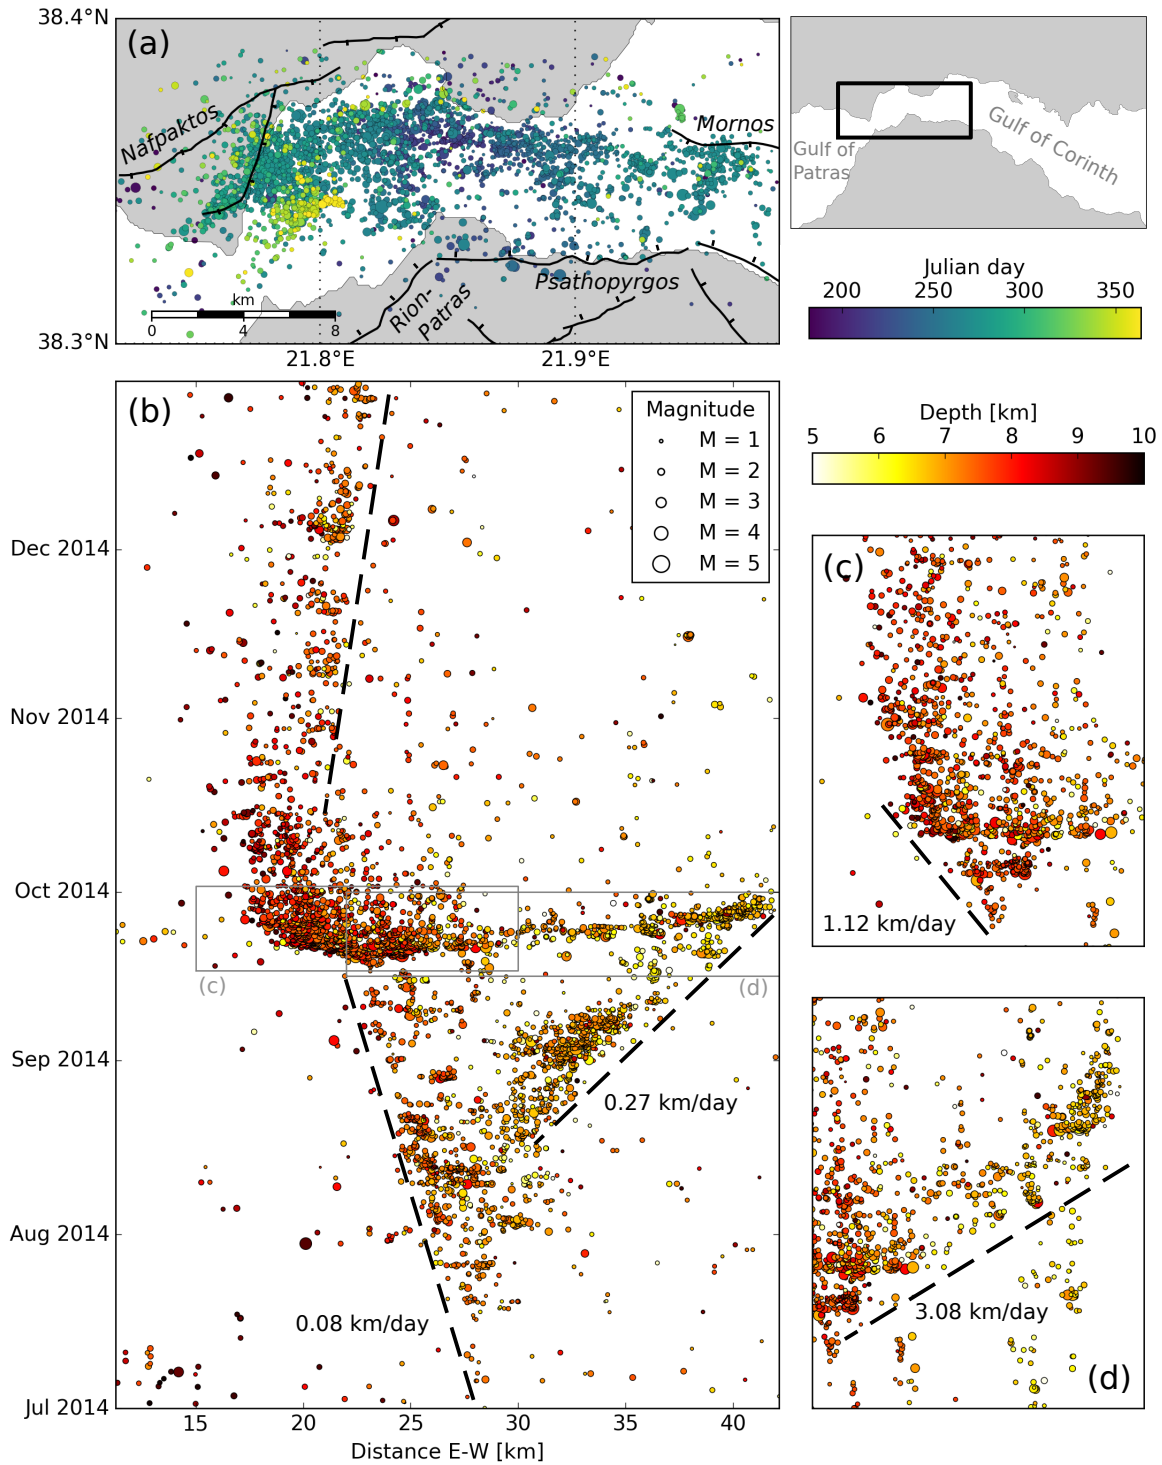 38.4°N
(a)
Nafpaktos
Mornos
Psathopyrgos
Rion-
Patras
km
0 4 8
38.3°N
21.8°E 21.9°E
Gulf of
Patras
Gulf of Corinth
Julian day
200 250 300 350
(b)
Magnitude
M = 1
M = 2
M = 3
M = 4
M = 5
Depth [km]
5 6 7 8 9 10
Dec 2014
Nov 2014
Oct 2014
Sep 2014
Aug 2014
Jul 2014
(c)
(d)
0.27 km/day
0.08 km/day
15 20 25 30 35 40
Distance E-W [km]
(c)
1.12 km/day
3.08 km/day
(d)